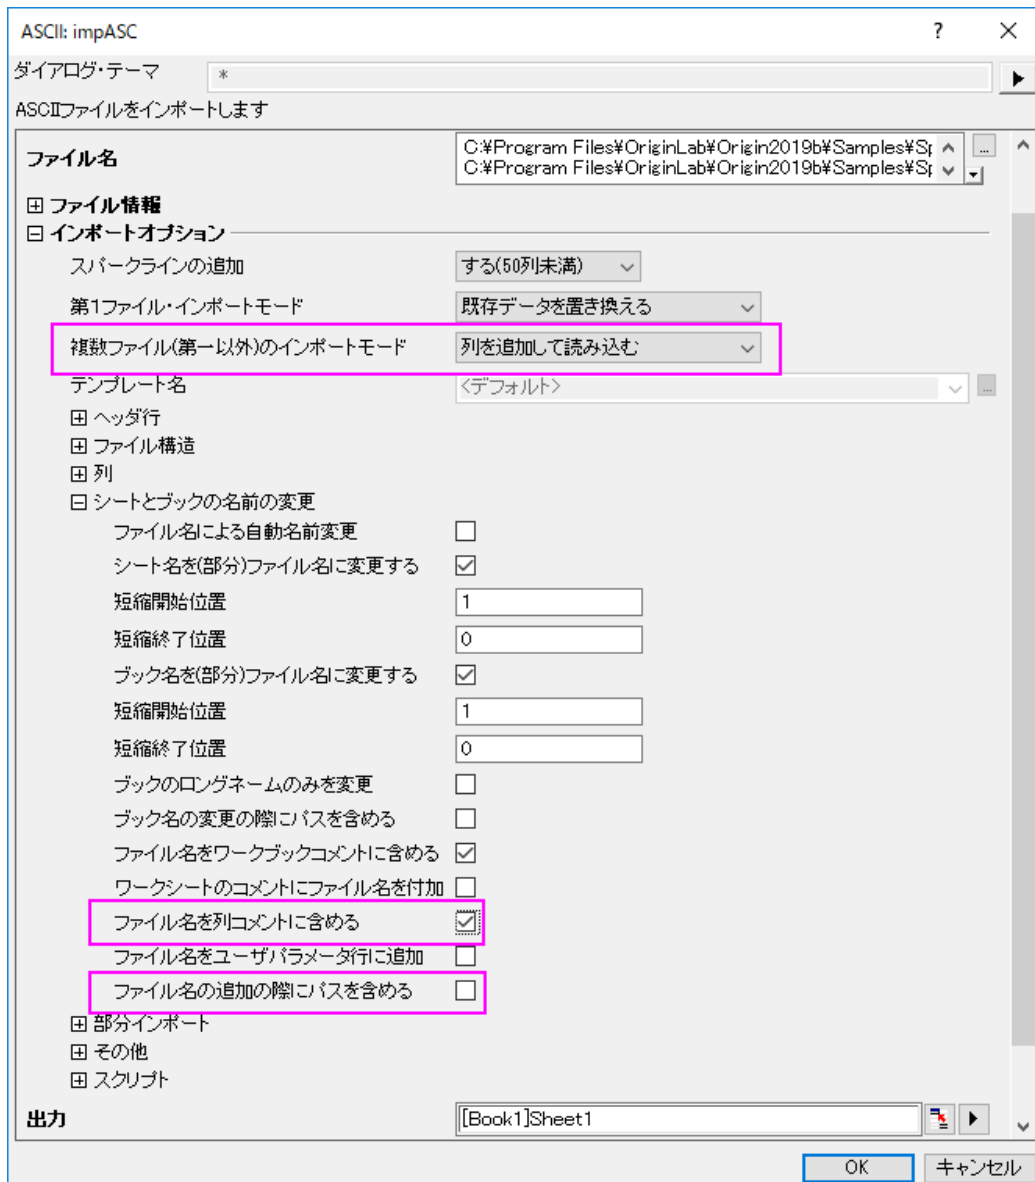 ASCII: impASC
ダイアログ・テーマ *
ASCIIファイルをインポートします
ファイル名 C:¥Program Files¥OriginLab¥Origin2019b¥Samples¥Sp
C:¥Program Files¥OriginLab¥Origin2019b¥Samples¥Sp
ファイル情報
インポートオプション
スパークラインの追加 する(50列未満)
第1ファイル・インポートモード 既存データを置き換える
複数ファイル(第一以外)のインポートモード 列を追加して読み込む
テンプレート名 <デフォルト>
ヘッダ行
ファイル構造
列
シートとブックの名前の変更
ファイル名による自動名前変更
シート名を(部分)ファイル名に変更する
短縮開始位置 1
短縮終了位置 0
ブック名を(部分)ファイル名に変更する
短縮開始位置 1
短縮終了位置 0
ブックのロングネームのみを変更
ブック名の変更の際にパスを含める
ファイル名をワークブックコメントに含める
ワークシートのコメントにファイル名を付加
ファイル名を列コメントに含める
ファイル名をユーザパラメータ行に追加
ファイル名の追加の際にパスを含める
部分インポート
その他
スクリプト
出力 [Book1]Sheet1
OK キャンセル